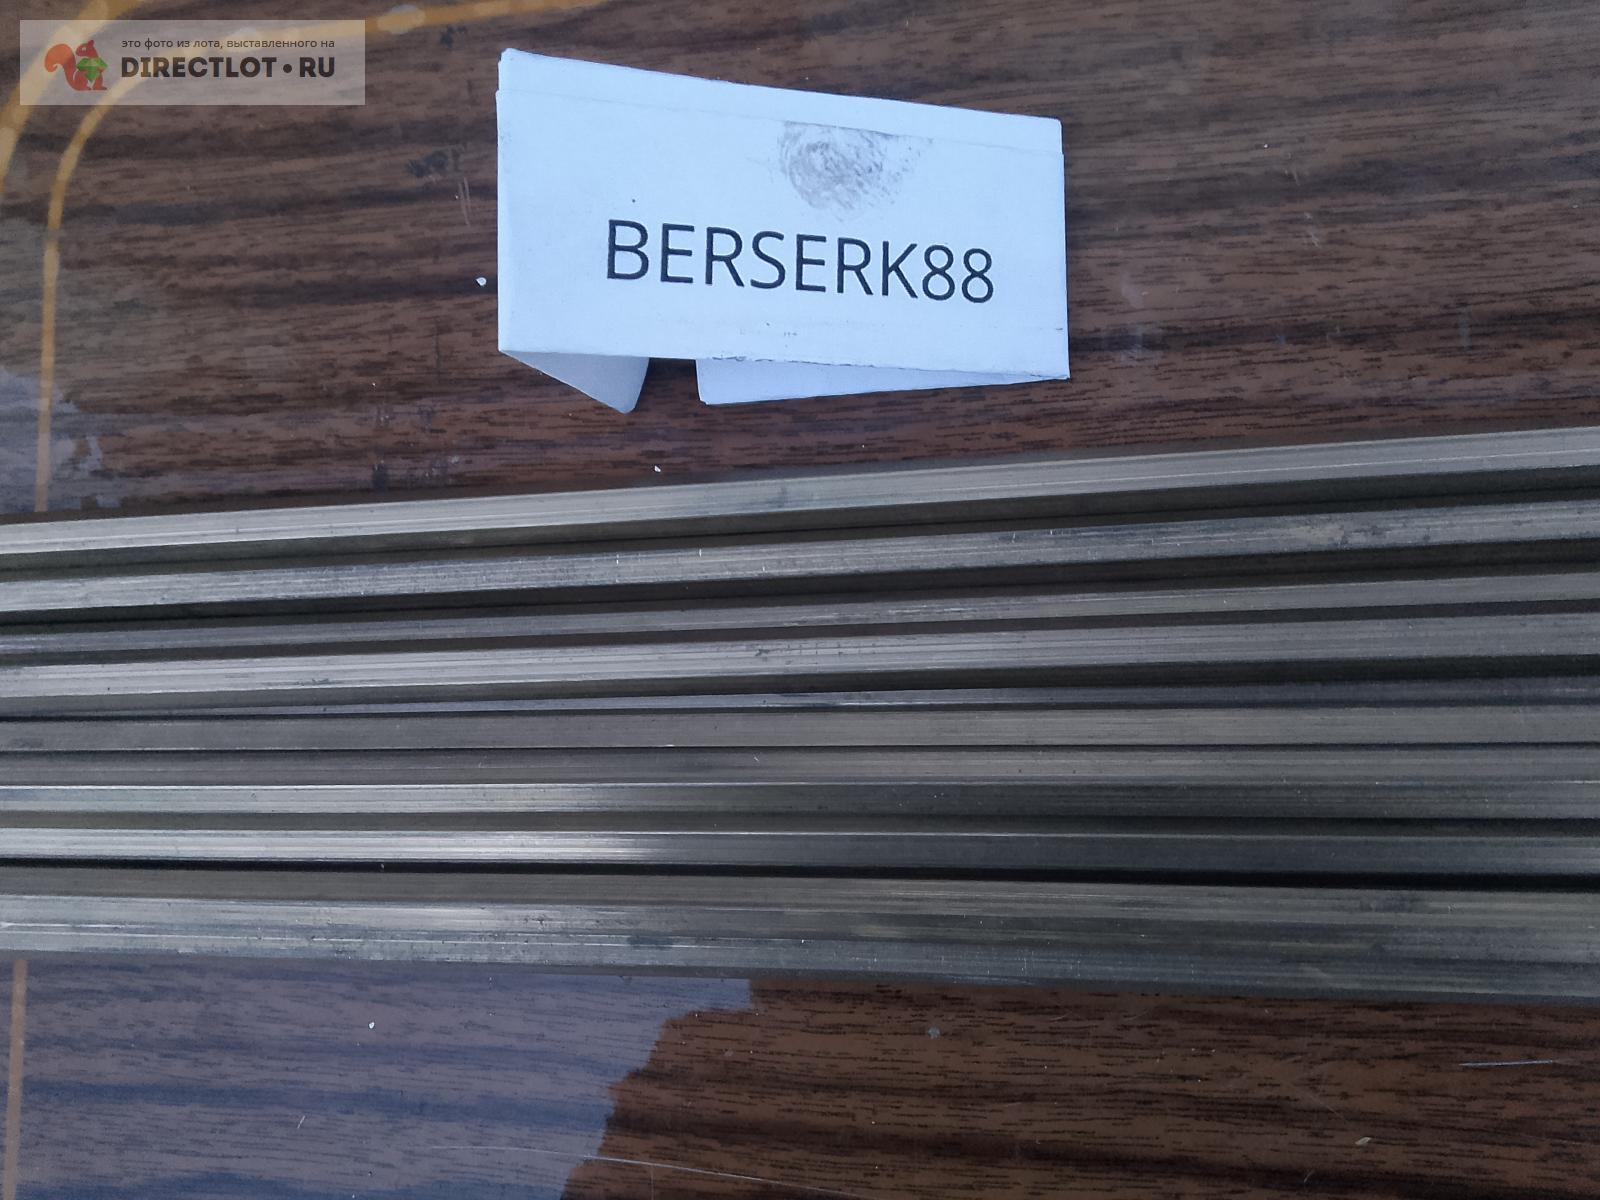 это фото из лота, выставленного на
DIRECTLOT•RU
BERSERK88